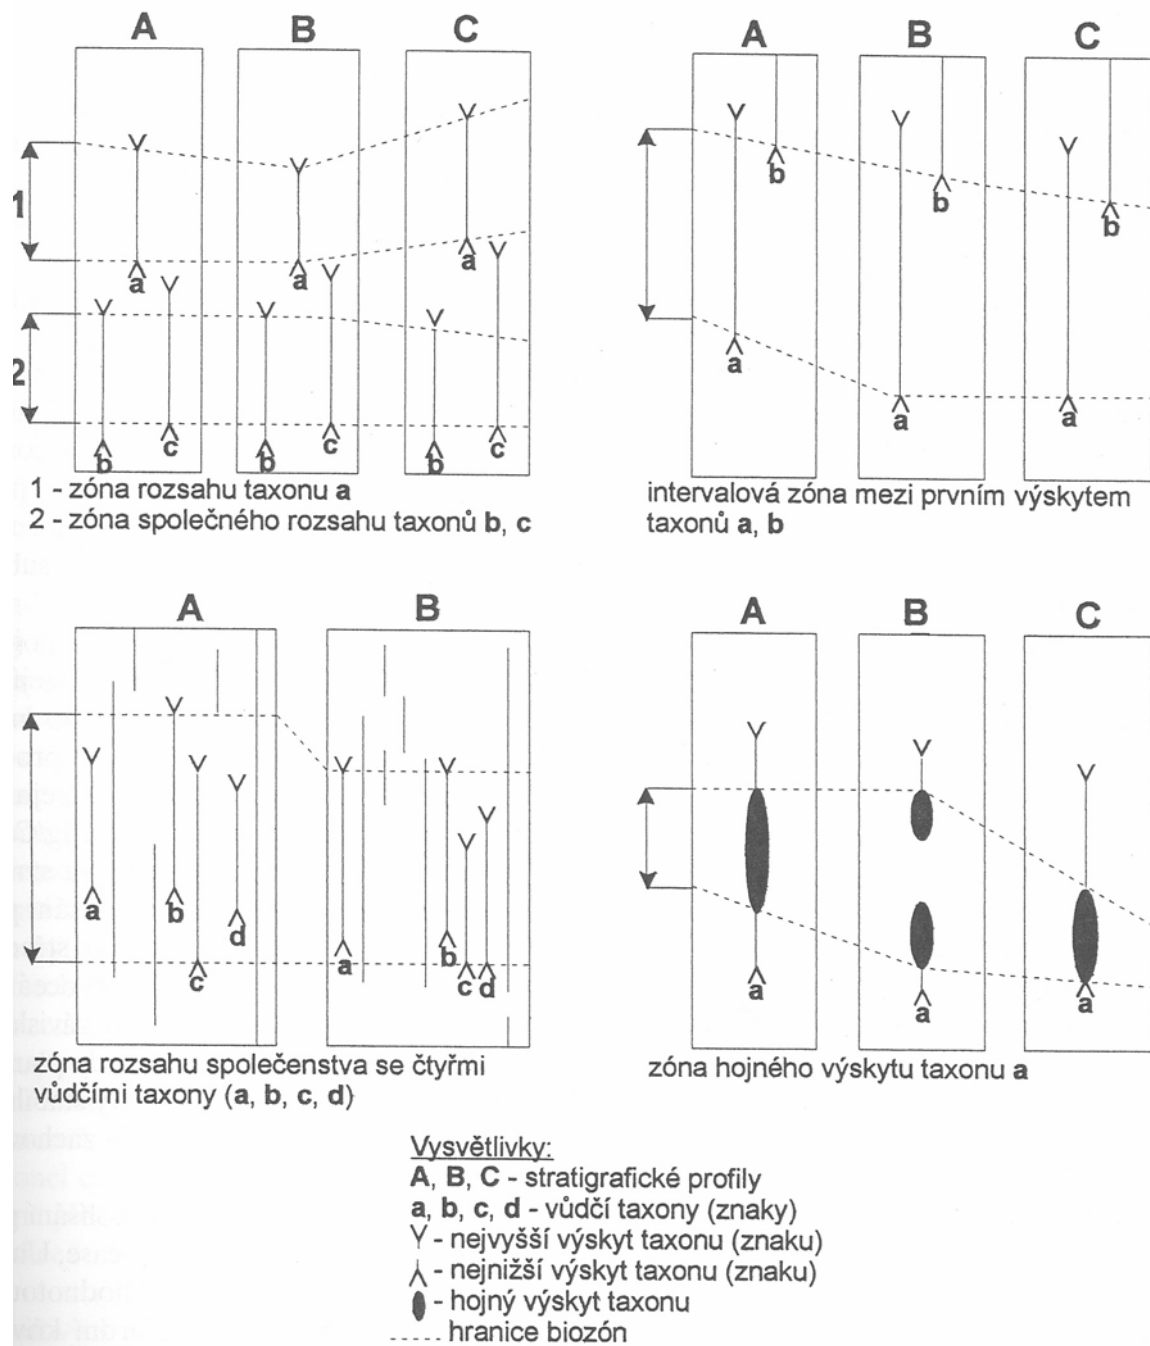 A B C
1
a a a
2
b c b c b c
1 - zóna rozsahu taxonu a
2 - zóna společného rozsahu taxonů b, c
A B C
b b b
a a a
intervalová zóna mezi prvním výskytem
taxonů a, b
A B
a b d c
a b c d
zóna rozsahu společenstva se čtyřmi
vůdčími taxony (a, b, c, d)
A B C
a a a
zóna hojného výskytu taxonu a
Vysvětlivky:
A, B, C - stratigrafické profily
a, b, c, d - vůdčí taxony (znaky)
- nejvyšší výskyt taxonu (znaku)
- nejnižší výskyt taxonu (znaku)
- hojný výskyt taxonu
----- hranice biozón